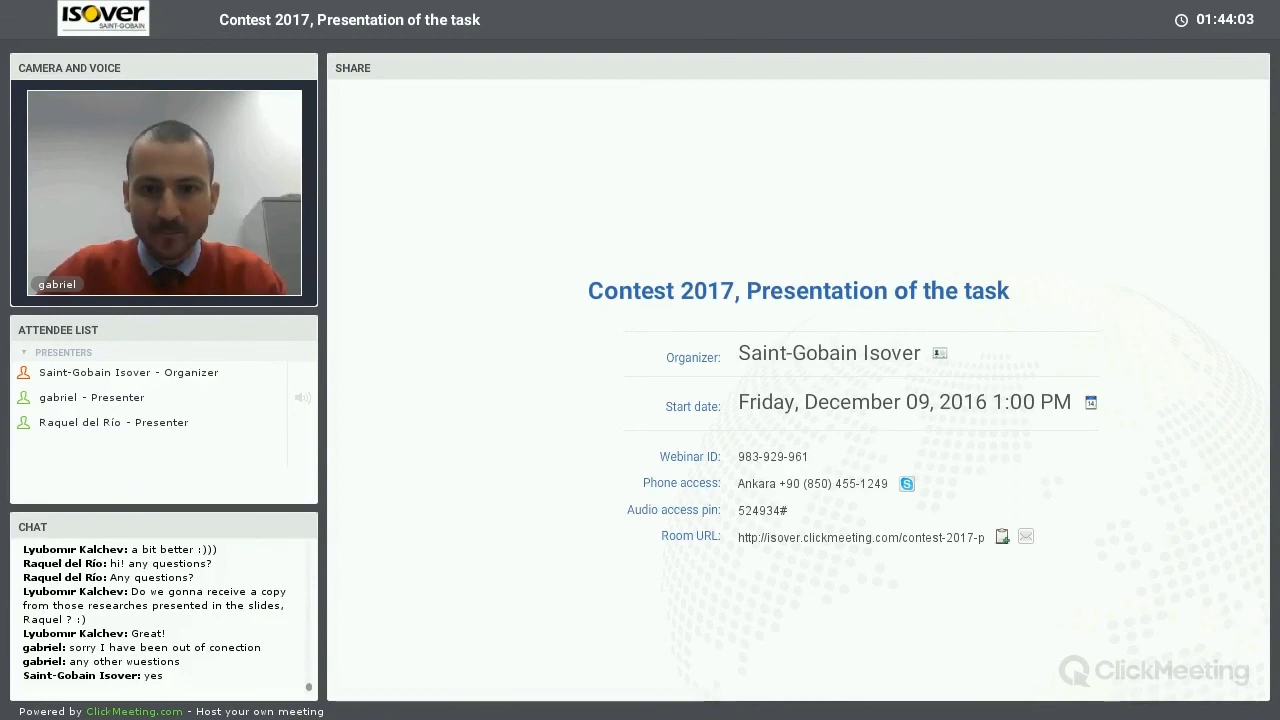 isover
SAINT-GOBAIN
Contest 2017, Presentation of the task
01:44:03
CAMERA AND VOICE
gabriel
ATTENDEE LIST
PRESENTERS
Saint-Gobain Isover - Organizer
gabriel - Presenter
Raquel del Río - Presenter
CHAT
Lyubomir Kalchev: a bit better :)))
Raquel del Río: hi! any questions?
Raquel del Río: Any questions?
Lyubomir Kalchev: Do we gonna receive a copy
from those researches presented in the slides,
Raquel ? :)
Lyubomir Kalchev: Great!
gabriel: sorry I have been out of conection
gabriel: any other wuestions
Saint-Gobain Isover: yes
Powered by ClickMeeting.com - Host your own meeting
SHARE
Contest 2017, Presentation of the task
Organizer: Saint-Gobain Isover
Start date: Friday, December 09, 2016 1:00 PM
14
Webinar ID: 983-929-961
Phone access: Ankara +90 (850) 455-1249
Audio access pin: 524934#
Room URL: http://isover.clickmeeting.com/contest-2017-p
ClickMeeting